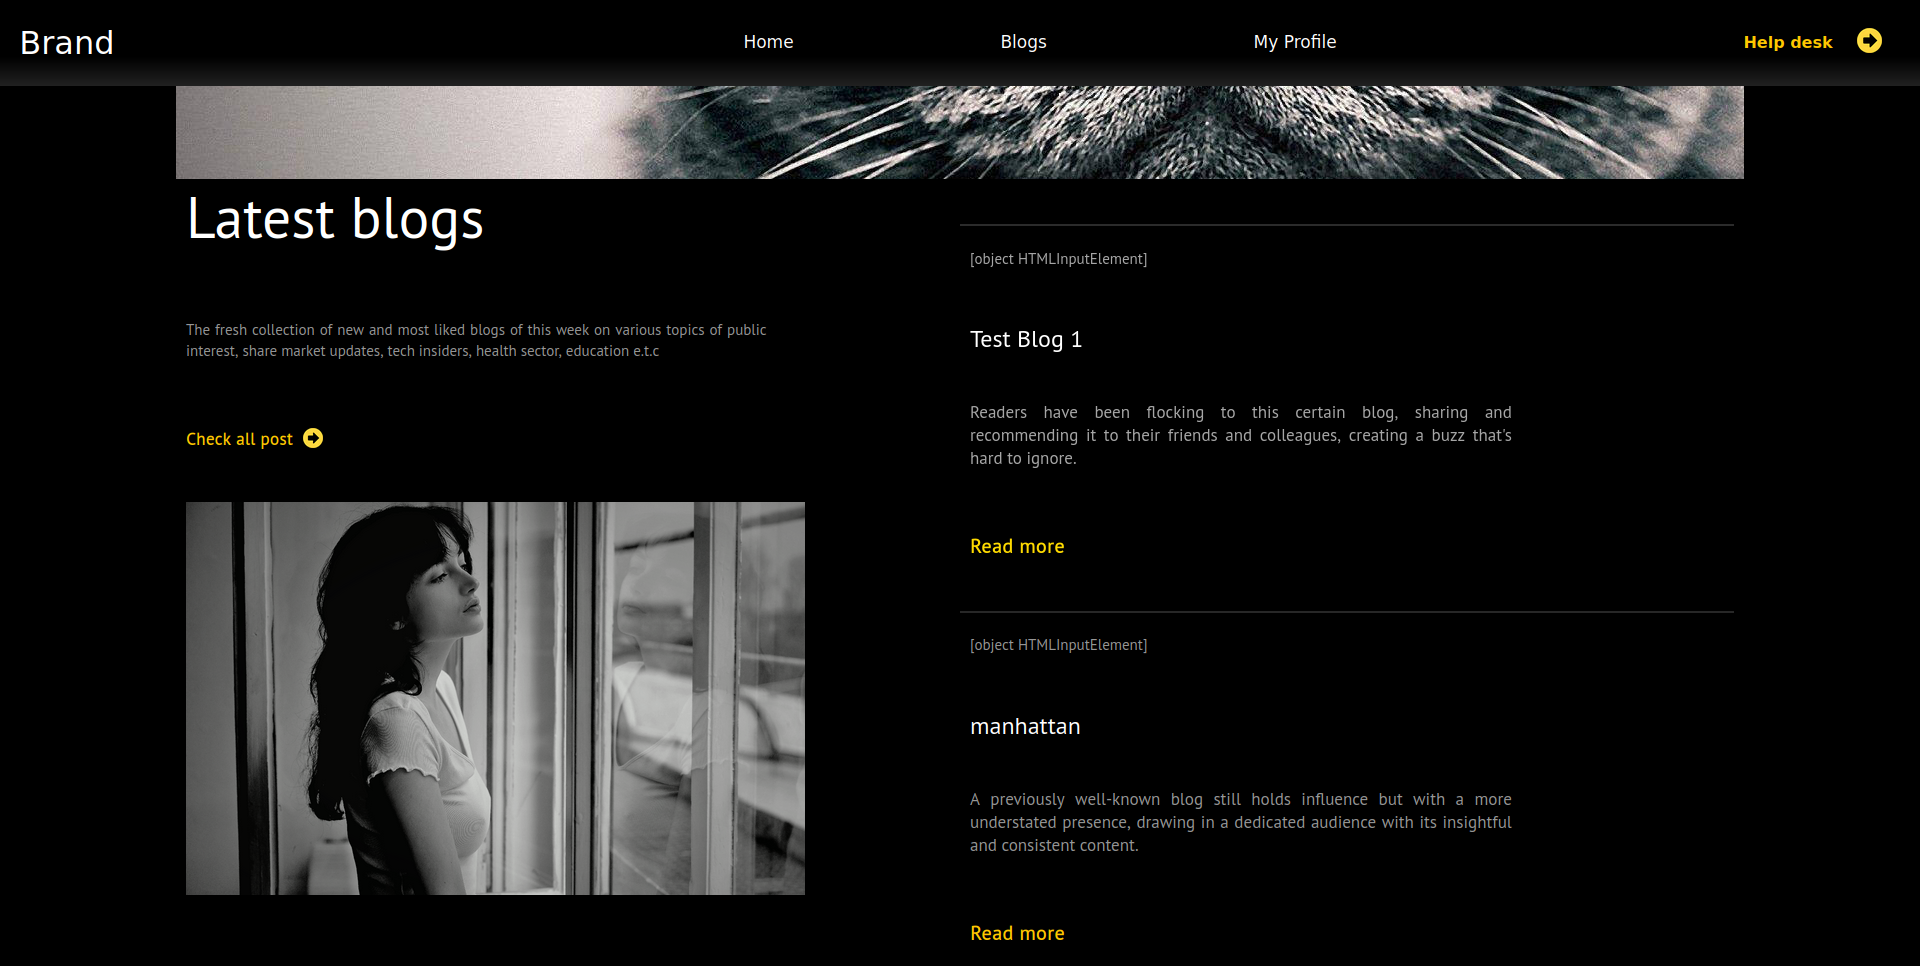 Brand
Home
Blogs
My Profile
Help desk
Latest blogs
The fresh collection of new and most liked blogs of this week on various topics of public
interest, share market updates, tech insiders, health sector, education e.t.c
Check all post
[object HTMLInputElement]
Test Blog 1
Readers have been flocking to this certain blog, sharing and
recommending it to their friends and colleagues, creating a buzz that's
hard to ignore.
Read more
[object HTMLInputElement]
manhattan
A previously well-known blog still holds influence but with a more
understated presence, drawing in a dedicated audience with its insightful
and consistent content.
Read more